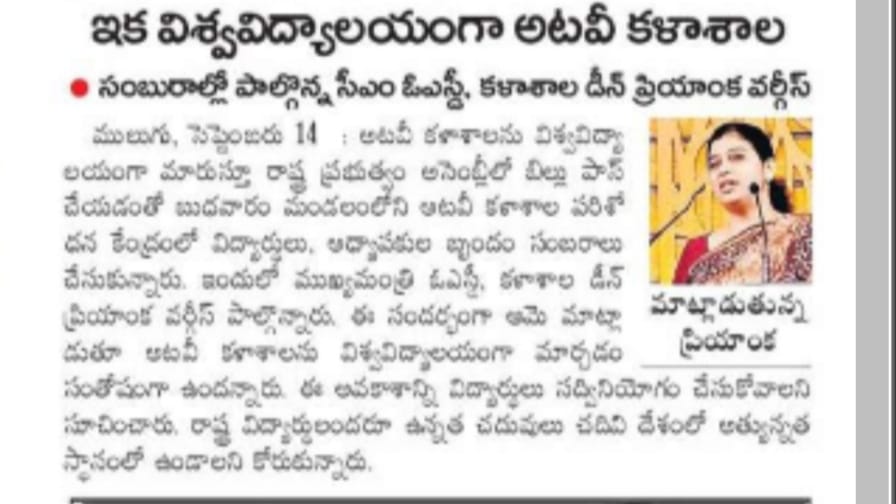 ఇక విశ్వవిద్యాలయంగా అటవీ కళాశాల
• సంబురాల్లో పాల్గొన్న సీఎం ఓఎస్డీ, కళాశాల డీన్ ప్రియాంక వర్గీస్
ములుగు, సెప్టెంబరు 14 : అటవీ కళాశాలను విశ్వవిద్యా
లయంగా మారుస్తూ రాష్ట్ర ప్రభుత్వం అసెంబ్లీలో బిల్లు పాస్
చేయడంతో బుధవారం మండలంలోని అటవీ కళాశాల పరిశో
ధన కేంద్రంలో విద్యార్థులు, అధ్యాపకుల బృందం సంబరాలు
చేసుకున్నారు. ఇందులో ముఖ్యమంత్రి ఓఎస్డీ, కళాశాల డీన్
ప్రియాంక వర్గీస్ పాల్గొన్నారు. ఈ సందర్భంగా ఆమె మాట్లా
డుతూ అటవీ కళాశాలను విశ్వవిద్యాలయంగా మార్చడం
సంతోషంగా ఉందన్నారు. ఈ అవకాశాన్ని విద్యార్థులు సద్వినియోగం చేసుకోవాలని
సూచించారు. రాష్ట్ర విద్యార్థులందరూ ఉన్నత చదువులు చదివి దేశంలో అత్యున్నత
స్థానంలో ఉండాలని కోరుకున్నారు.
మాట్లాడుతున్న
ప్రియాంక